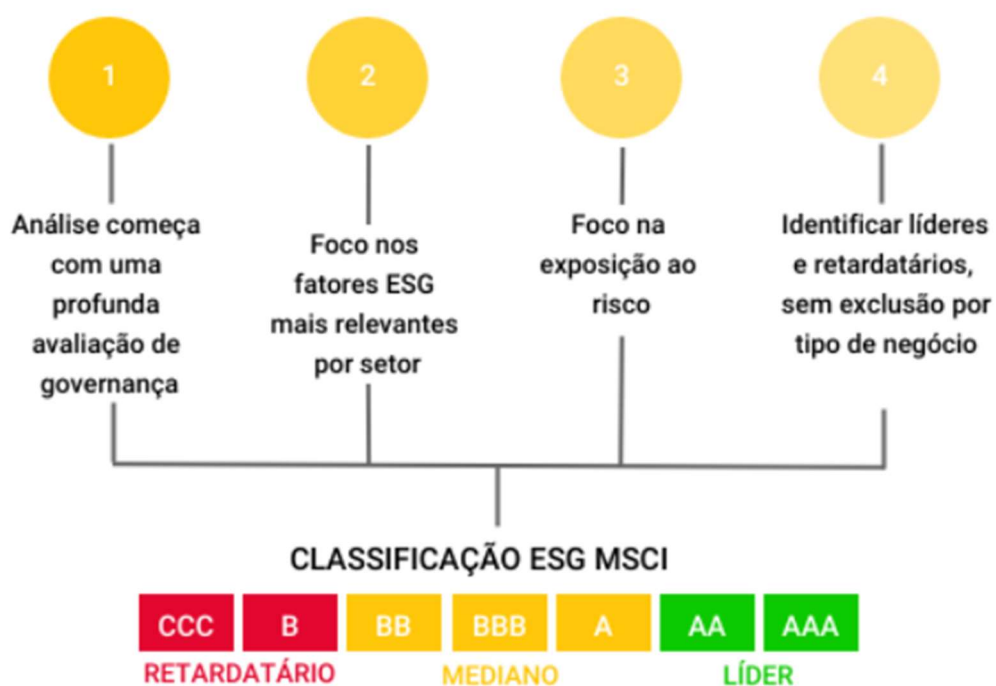 1
Análise começa
com uma
profunda
avaliação de
governança
2
Foco nos
fatores ESG
mais relevantes
por setor
3
Foco na
exposição ao
risco
4
Identificar líderes
e retardatários,
sem exclusão por
tipo de negócio
CLASSIFICAÇÃO ESG MSCI
CCC B BB BBB A AA AAA
RETARDATÁRIO MEDIANO LÍDER